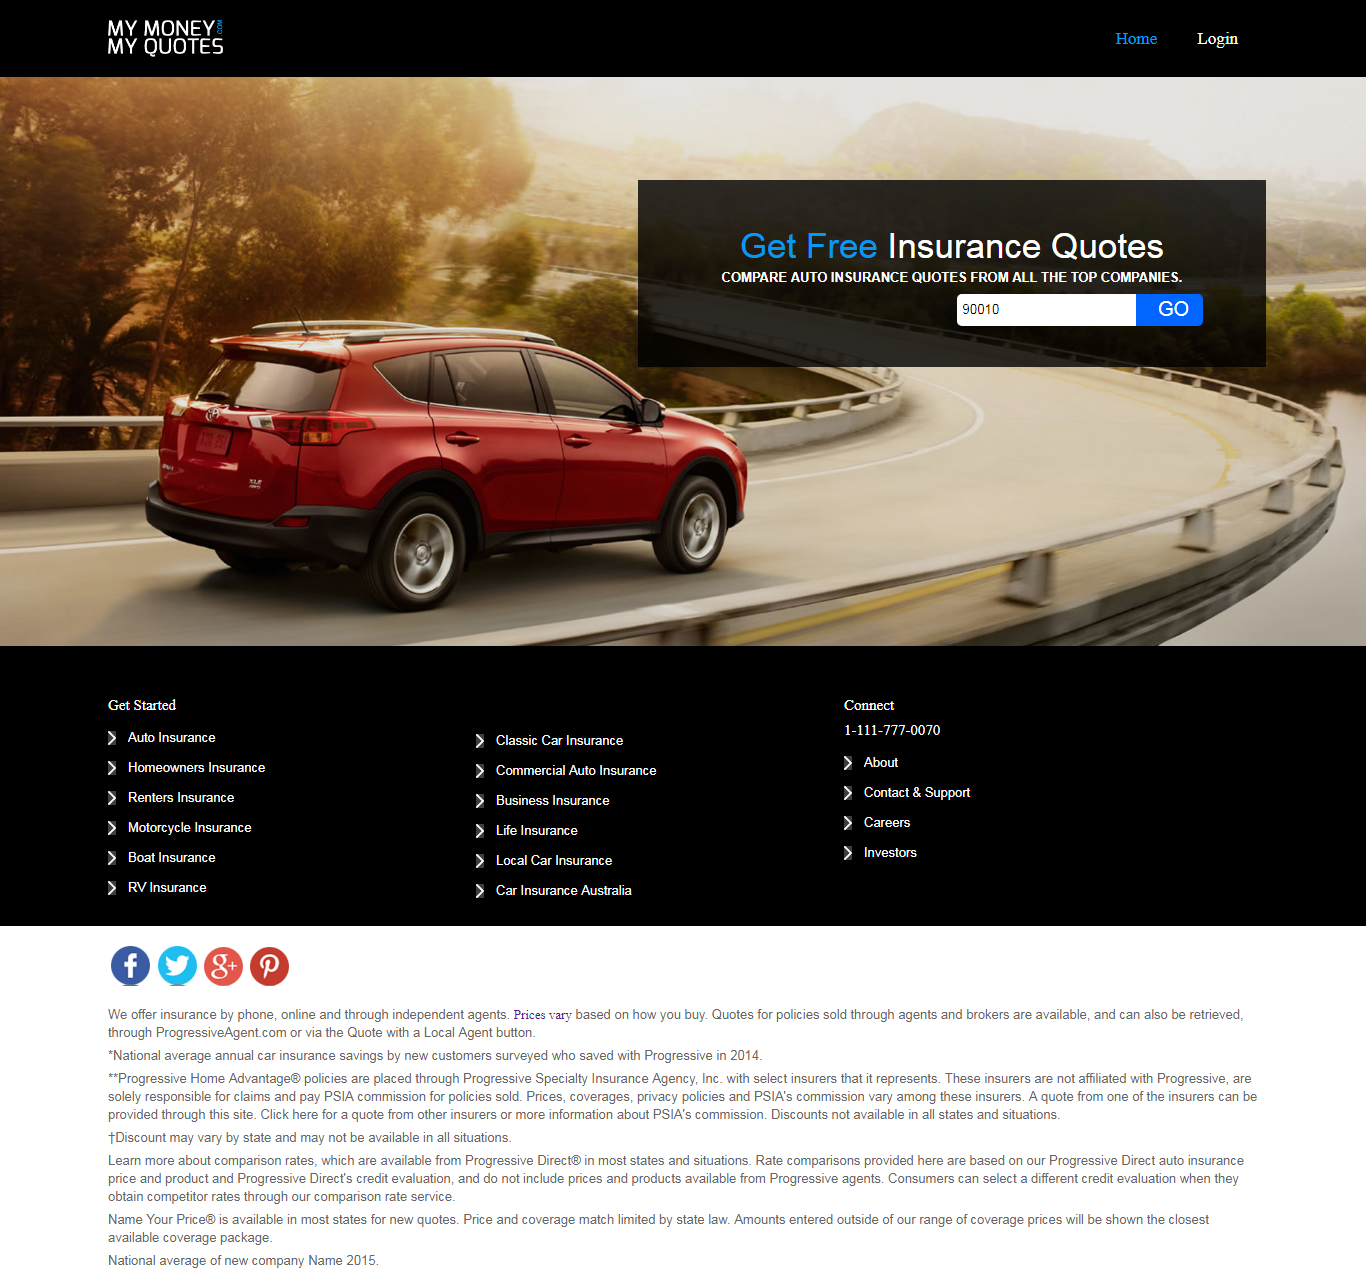 MY MONEY .COM
MY QUOTES
Home
Login
Get Free Insurance Quotes
COMPARE AUTO INSURANCE QUOTES FROM ALL THE TOP COMPANIES.
90010
GO
XLE
Get Started
Auto Insurance
Homeowners Insurance
Renters Insurance
Motorcycle Insurance
Boat Insurance
RV Insurance
Classic Car Insurance
Commercial Auto Insurance
Business Insurance
Life Insurance
Local Car Insurance
Car Insurance Australia
Connect
1-111-777-0070
About
Contact & Support
Careers
Investors
We offer insurance by phone, online and through independent agents. Prices vary based on how you buy. Quotes for policies sold through agents and brokers are available, and can also be retrieved,
through ProgressiveAgent.com or via the Quote with a Local Agent button.
*National average annual car insurance savings by new customers surveyed who saved with Progressive in 2014.
**Progressive Home Advantage® policies are placed through Progressive Specialty Insurance Agency, Inc. with select insurers that it represents. These insurers are not affiliated with Progressive, are
solely responsible for claims and pay PSIA commission for policies sold. Prices, coverages, privacy policies and PSIA's commission vary among these insurers. A quote from one of the insurers can be
provided through this site. Click here for a quote from other insurers or more information about PSIA's commission. Discounts not available in all states and situations.
†Discount may vary by state and may not be available in all situations.
Learn more about comparison rates, which are available from Progressive Direct® in most states and situations. Rate comparisons provided here are based on our Progressive Direct auto insurance
price and product and Progressive Direct's credit evaluation, and do not include prices and products available from Progressive agents. Consumers can select a different credit evaluation when they
obtain competitor rates through our comparison rate service.
Name Your Price® is available in most states for new quotes. Price and coverage match limited by state law. Amounts entered outside of our range of coverage prices will be shown the closest
available coverage package.
National average of new company Name 2015.